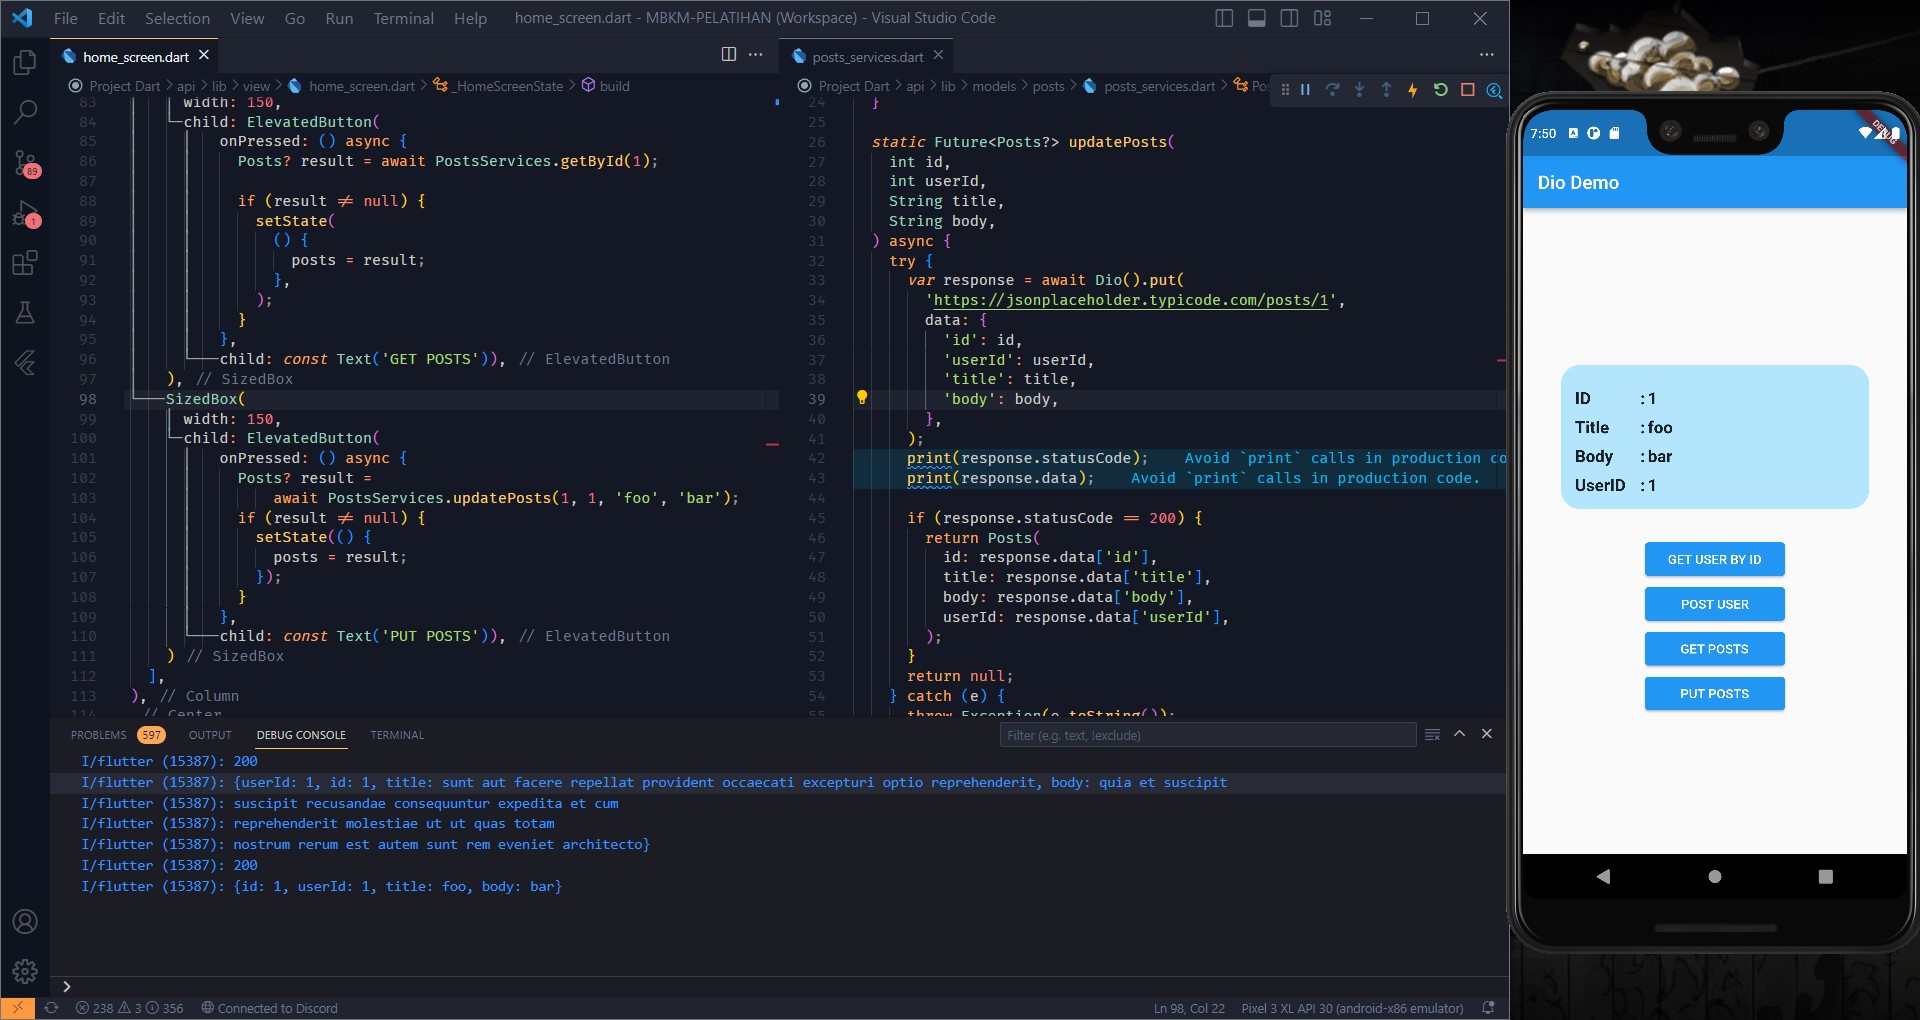 File Edit Selection View Go Run Terminal Help
home_screen.dart - MBKM-PELATIHAN (Workspace) - Visual Studio Code
home_screen.dart
Project Dart > api > lib > view > home_screen.dart > _HomeScreenState > build
83 width: 150,
84 child: ElevatedButton(
85 onPressed: () async {
86 Posts? result = await PostsServices.getById(1);
87
88 if (result ≠ null) {
89 setState(
90 () {
91 posts = result;
92 },
93 );
94 }
95 },
96 child: const Text('GET POSTS')), // ElevatedButton
97 ), // SizedBox
98 SizedBox(
99 width: 150,
100 child: ElevatedButton(
101 onPressed: () async {
102 Posts? result =
103 await PostsServices.updatePosts(1, 1, 'foo', 'bar');
104 if (result ≠ null) {
105 setState(() {
106 posts = result;
107 });
108 }
109 },
110 child: const Text('PUT POSTS')), // ElevatedButton
111 ) // SizedBox
112 ],
113 ), // Column
114 // Center
posts_services.dart
Project Dart > api > lib > models > posts > posts_services.dart > Po
24 }
25
26 static Future<Posts?> updatePosts(
27 int id,
28 int userId,
29 String title,
30 String body,
31 ) async {
32 try {
33 var response = await Dio().put(
34 'https://jsonplaceholder.typicode.com/posts/1',
35 data: {
36 'id': id,
37 'userId': userId,
38 'title': title,
39 'body': body,
40 },
41 );
42 print(response.statusCode); Avoid `print` calls in production co
43 print(response.data); Avoid `print` calls in production code.
44
45 if (response.statusCode == 200) {
46 return Posts(
47 id: response.data['id'],
48 title: response.data['title'],
49 body: response.data['body'],
50 userId: response.data['userId'],
51 );
52 }
53 return null;
54 } catch (e) {
55 throw Exception(e.toString());
89
1
PROBLEMS 597 OUTPUT DEBUG CONSOLE TERMINAL
Filter (e.g. text, !exclude)
I/flutter (15387): 200
I/flutter (15387): {userId: 1, id: 1, title: sunt aut facere repellat provident occaecati excepturi optio reprehenderit, body: quia et suscipit
I/flutter (15387): suscipit recusandae consequuntur expedita et cum
I/flutter (15387): reprehenderit molestiae ut ut quas totam
I/flutter (15387): nostrum rerum est autem sunt rem eveniet architecto}
I/flutter (15387): 200
I/flutter (15387): {id: 1, userId: 1, title: foo, body: bar}
238 3 356 Connected to Discord
Ln 98, Col 22 Pixel 3 XL API 30 (android-x86 emulator)
7:50
DEBUG
Dio Demo
ID : 1
Title : foo
Body : bar
UserID : 1
GET USER BY ID
POST USER
GET POSTS
PUT POSTS